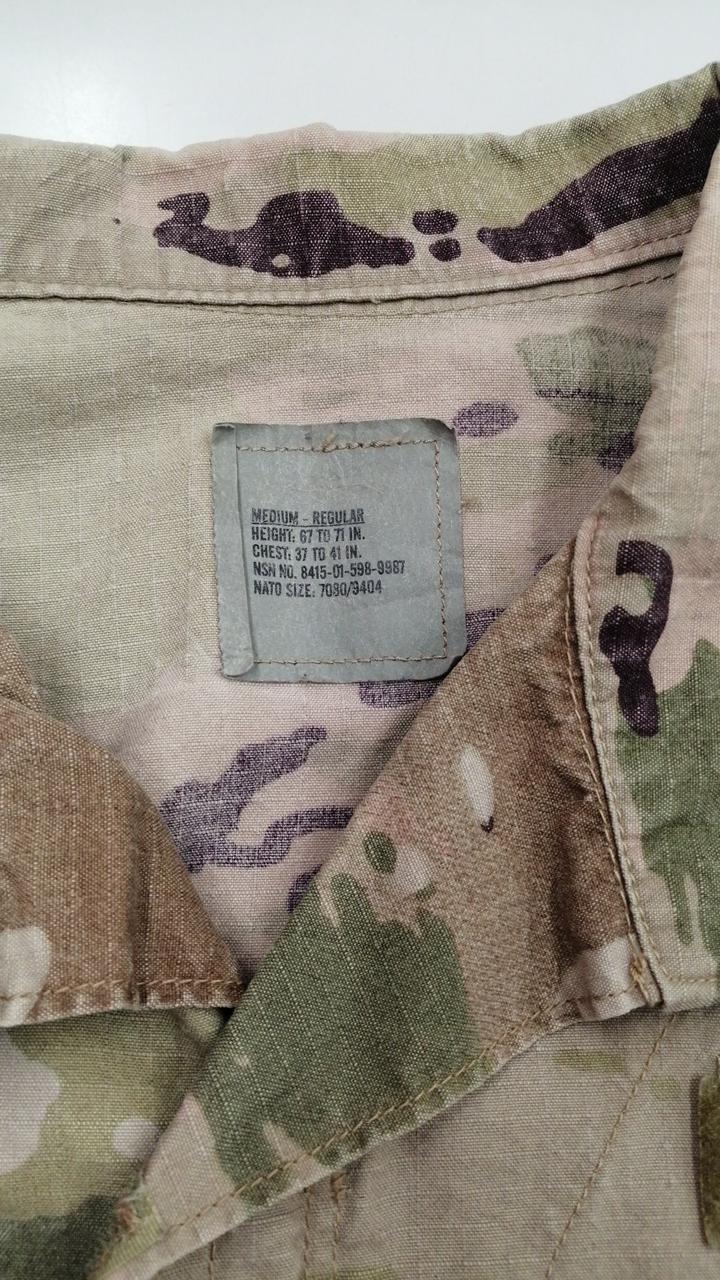 MEDIUM - REGULAR
HEIGHT: 67 TO 71 IN.
CHEST: 37 TO 41 IN.
NSN NO. 8415-01-598-9987
NATO SIZE: 7080/9404